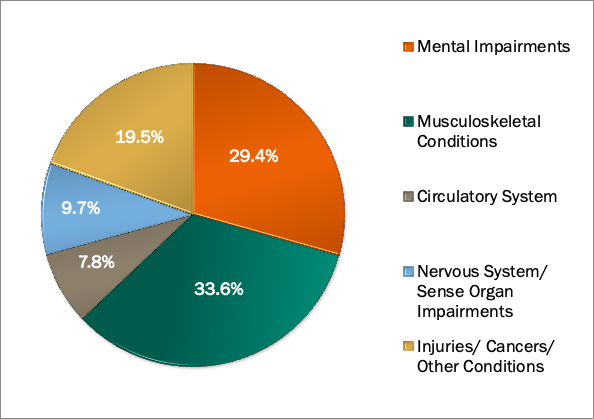 Mental Impairments
Musculoskeletal
Conditions
Circulatory System
Nervous System/
Sense Organ
Impairments
Injuries/ Cancers/
Other Conditions
19.5%
29.4%
9.7%
7.8%
33.6%